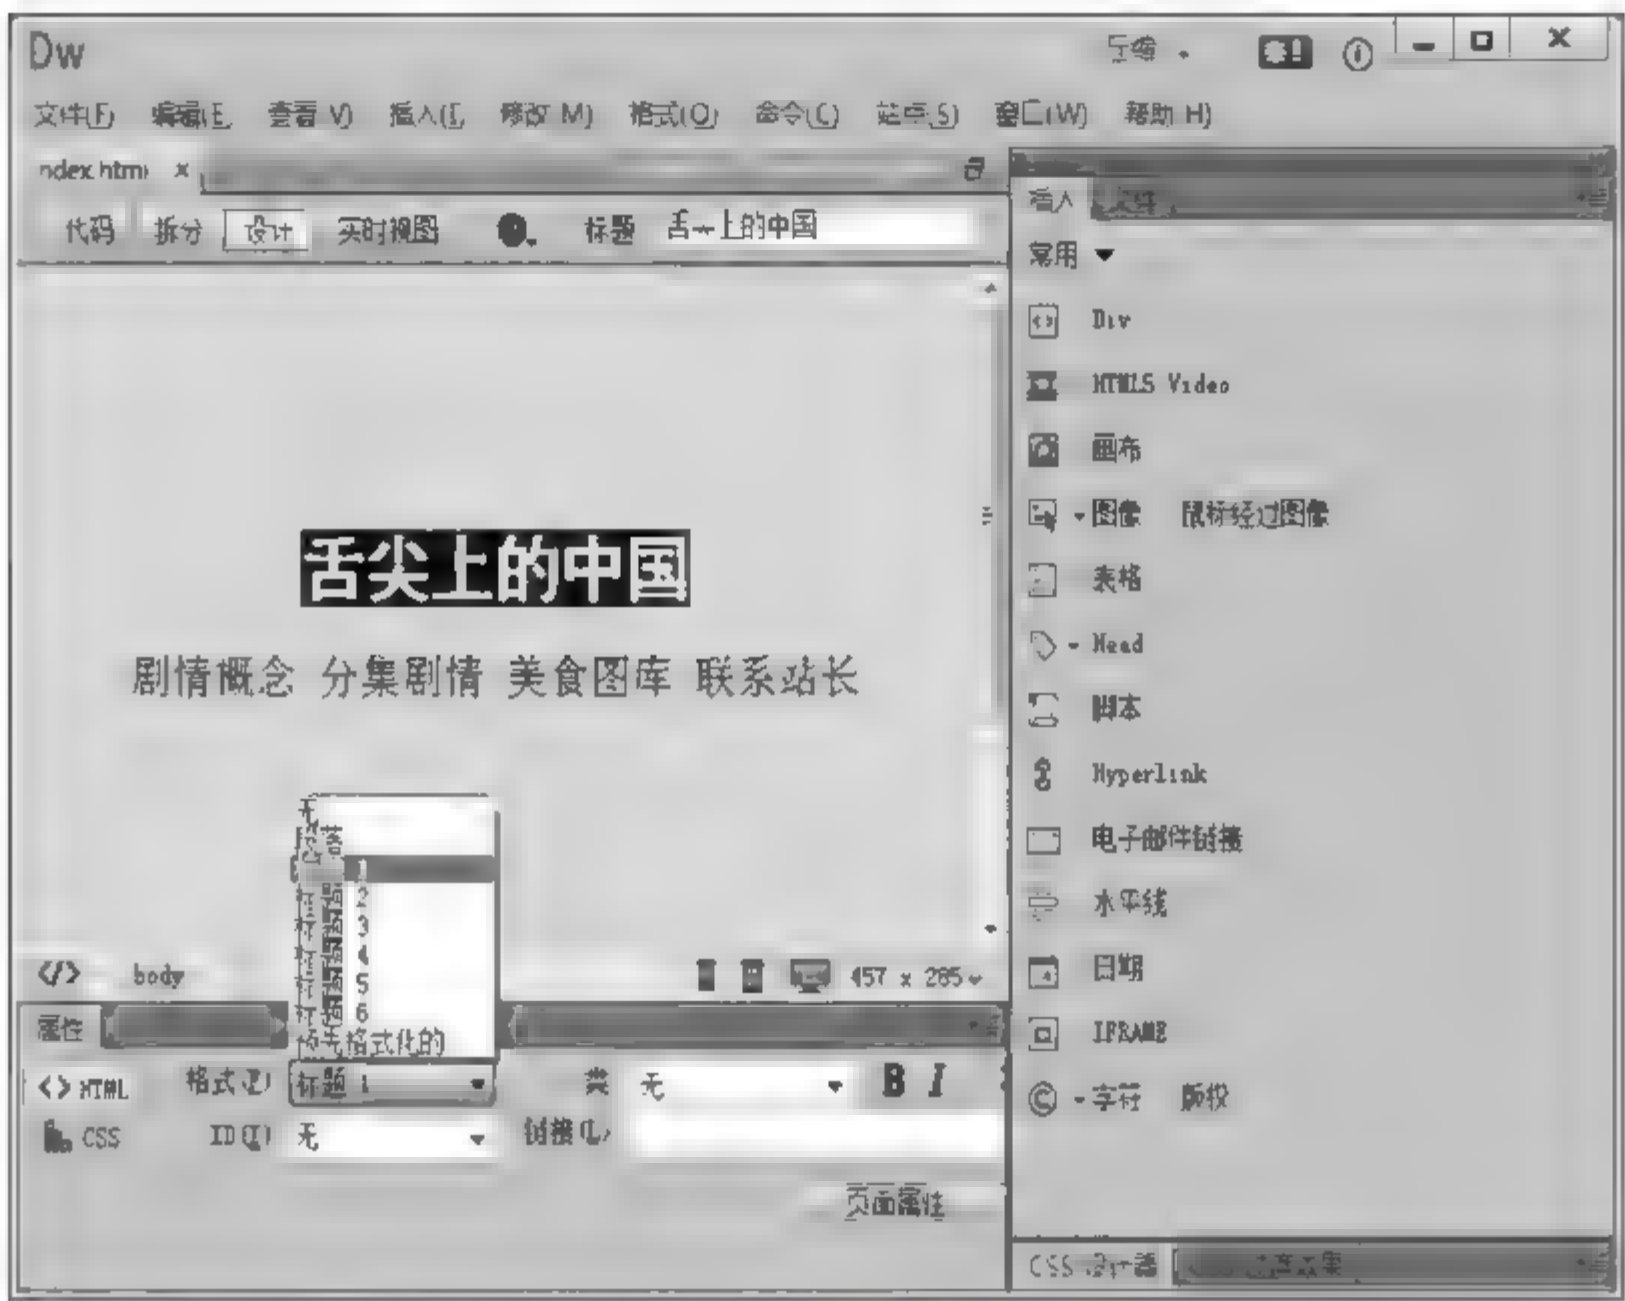 Dw
文件(F) 编辑(E 查看 V) 插入(I 修改 M) 格式(O) 命令(C) 站点(S) 窗口(W) 帮助 H)
ndex.html ×
代码 拆分 设计 实时视图 标题 舌尖上的中国
舌尖上的中国
剧情概念 分集剧情 美食图库 联系站长
无
段落
1
标题 2
标题 3
标题 4
标题 5
标题 6
预先格式化的
</> body 457 x 285
属性
<> HTML 格式(F) 标题 1 类 无 B I
CSS ID(I) 无 链接(L)
页面属性
插入
常用
Div
HTML5 Video
画布
图像 鼠标经过图像
表格
Head
脚本
Hyperlink
电子邮件链接
水平线
日期
IFRAME
字符 版权
CSS 设计器